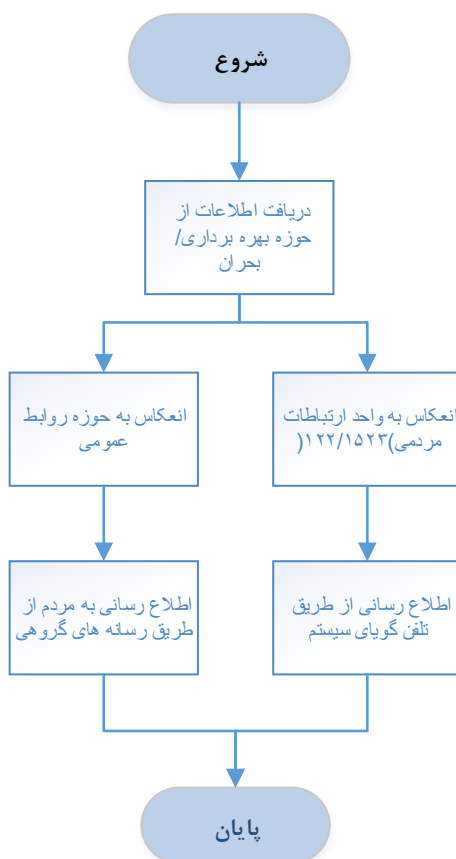 شروع
دریافت اطلاعات از
حوزه بهره برداری/
بحران
انعکاس به واحد ارتباطات
مردمی)۱۲۲/۱۵۲۳(
انعکاس به حوزه روابط
عمومی
اطلاع رسانی از طریق
تلفن گویای سیستم
اطلاع رسانی به مردم از
طریق رسانه های گروهی
پایان